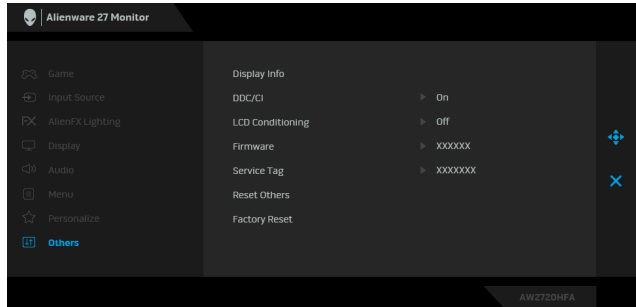 Alienware 27 Monitor
Game
Input Source
AlienFX Lighting
Display
Audio
Menu
Personalize
Others
Display Info
DDC/CI On
LCD Conditioning Off
Firmware XXXXXX
Service Tag XXXXXXX
Reset Others
Factory Reset
AW2720HFA